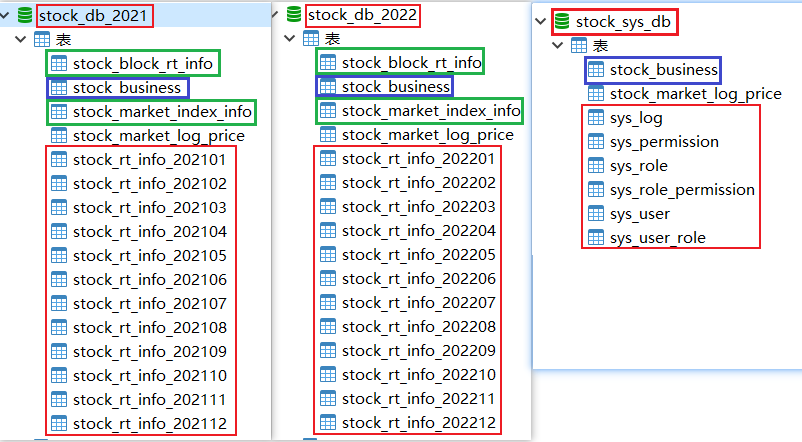 stock_db_2021
表
stock_block_rt_info
stock_business
stock_market_index_info
stock_market_log_price
stock_rt_info_202101
stock_rt_info_202102
stock_rt_info_202103
stock_rt_info_202104
stock_rt_info_202105
stock_rt_info_202106
stock_rt_info_202107
stock_rt_info_202108
stock_rt_info_202109
stock_rt_info_202110
stock_rt_info_202111
stock_rt_info_202112
stock_db_2022
表
stock_block_rt_info
stock_business
stock_market_index_info
stock_market_log_price
stock_rt_info_202201
stock_rt_info_202202
stock_rt_info_202203
stock_rt_info_202204
stock_rt_info_202205
stock_rt_info_202206
stock_rt_info_202207
stock_rt_info_202208
stock_rt_info_202209
stock_rt_info_202210
stock_rt_info_202211
stock_rt_info_202212
stock_sys_db
表
stock_business
stock_market_log_price
sys_log
sys_permission
sys_role
sys_role_permission
sys_user
sys_user_role